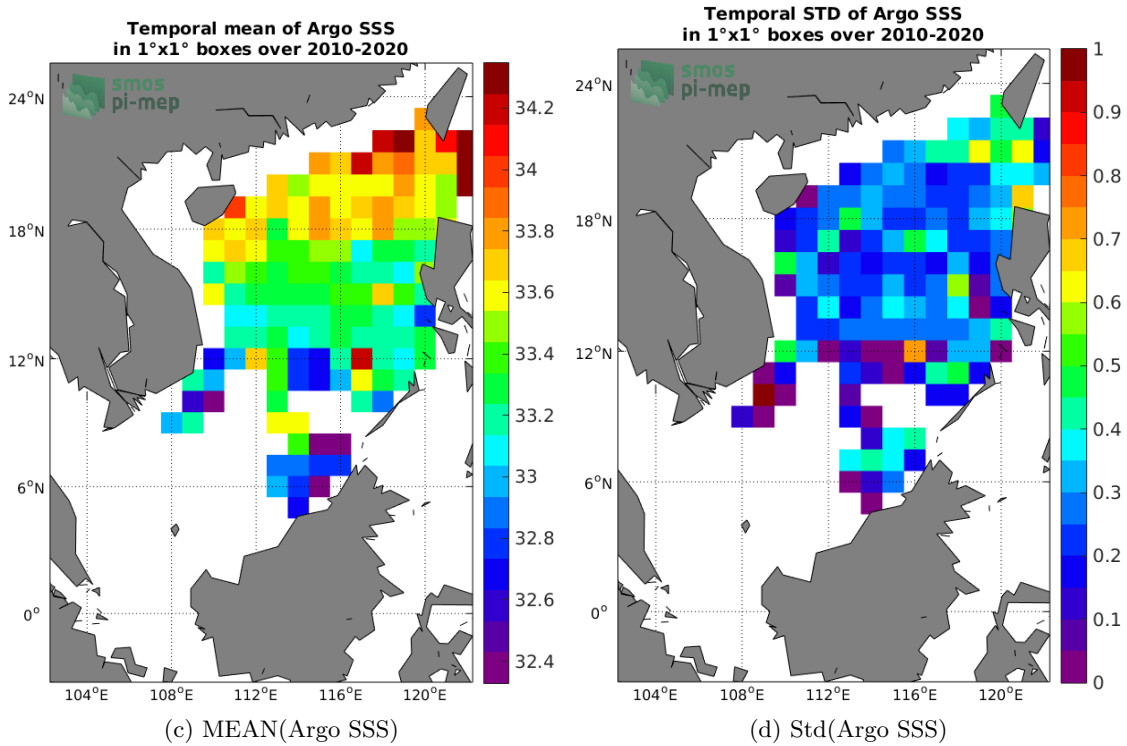 Temporal mean of Argo SSS
in 1°x1° boxes over 2010-2020
smos
pi-mep
24°N
18°N
12°N
6°N
0°
104°E
108°E
112°E
116°E
120°E
34.2
34
33.8
33.6
33.4
33.2
33
32.8
32.6
32.4
(c) MEAN(Argo SSS)
Temporal STD of Argo SSS
in 1°x1° boxes over 2010-2020
smos
pi-mep
24°N
18°N
12°N
6°N
0°
104°E
108°E
112°E
116°E
120°E
1
0.9
0.8
0.7
0.6
0.5
0.4
0.3
0.2
0.1
0
(d) Std(Argo SSS)